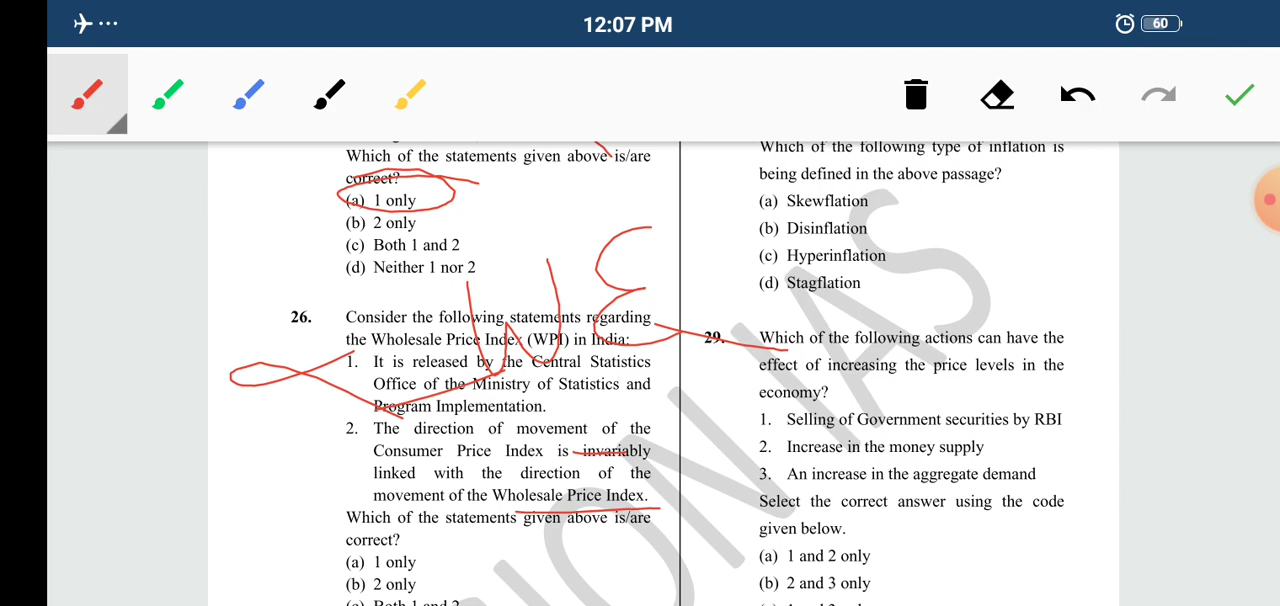 12:07 PM
60
Which of the statements given above is/are
correct?
(a) 1 only
(b) 2 only
(c) Both 1 and 2
(d) Neither 1 nor 2
26. Consider the following statements regarding
the Wholesale Price Index (WPI) in India:
1. It is released by the Central Statistics
Office of the Ministry of Statistics and
Program Implementation.
2. The direction of movement of the
Consumer Price Index is invariably
linked with the direction of the
movement of the Wholesale Price Index.
Which of the statements given above is/are
correct?
(a) 1 only
(b) 2 only
(c) Both 1 and 2
Which of the following type of inflation is
being defined in the above passage?
(a) Skewflation
(b) Disinflation
(c) Hyperinflation
(d) Stagflation
29. Which of the following actions can have the
effect of increasing the price levels in the
economy?
1. Selling of Government securities by RBI
2. Increase in the money supply
3. An increase in the aggregate demand
Select the correct answer using the code
given below.
(a) 1 and 2 only
(b) 2 and 3 only
ION IAS